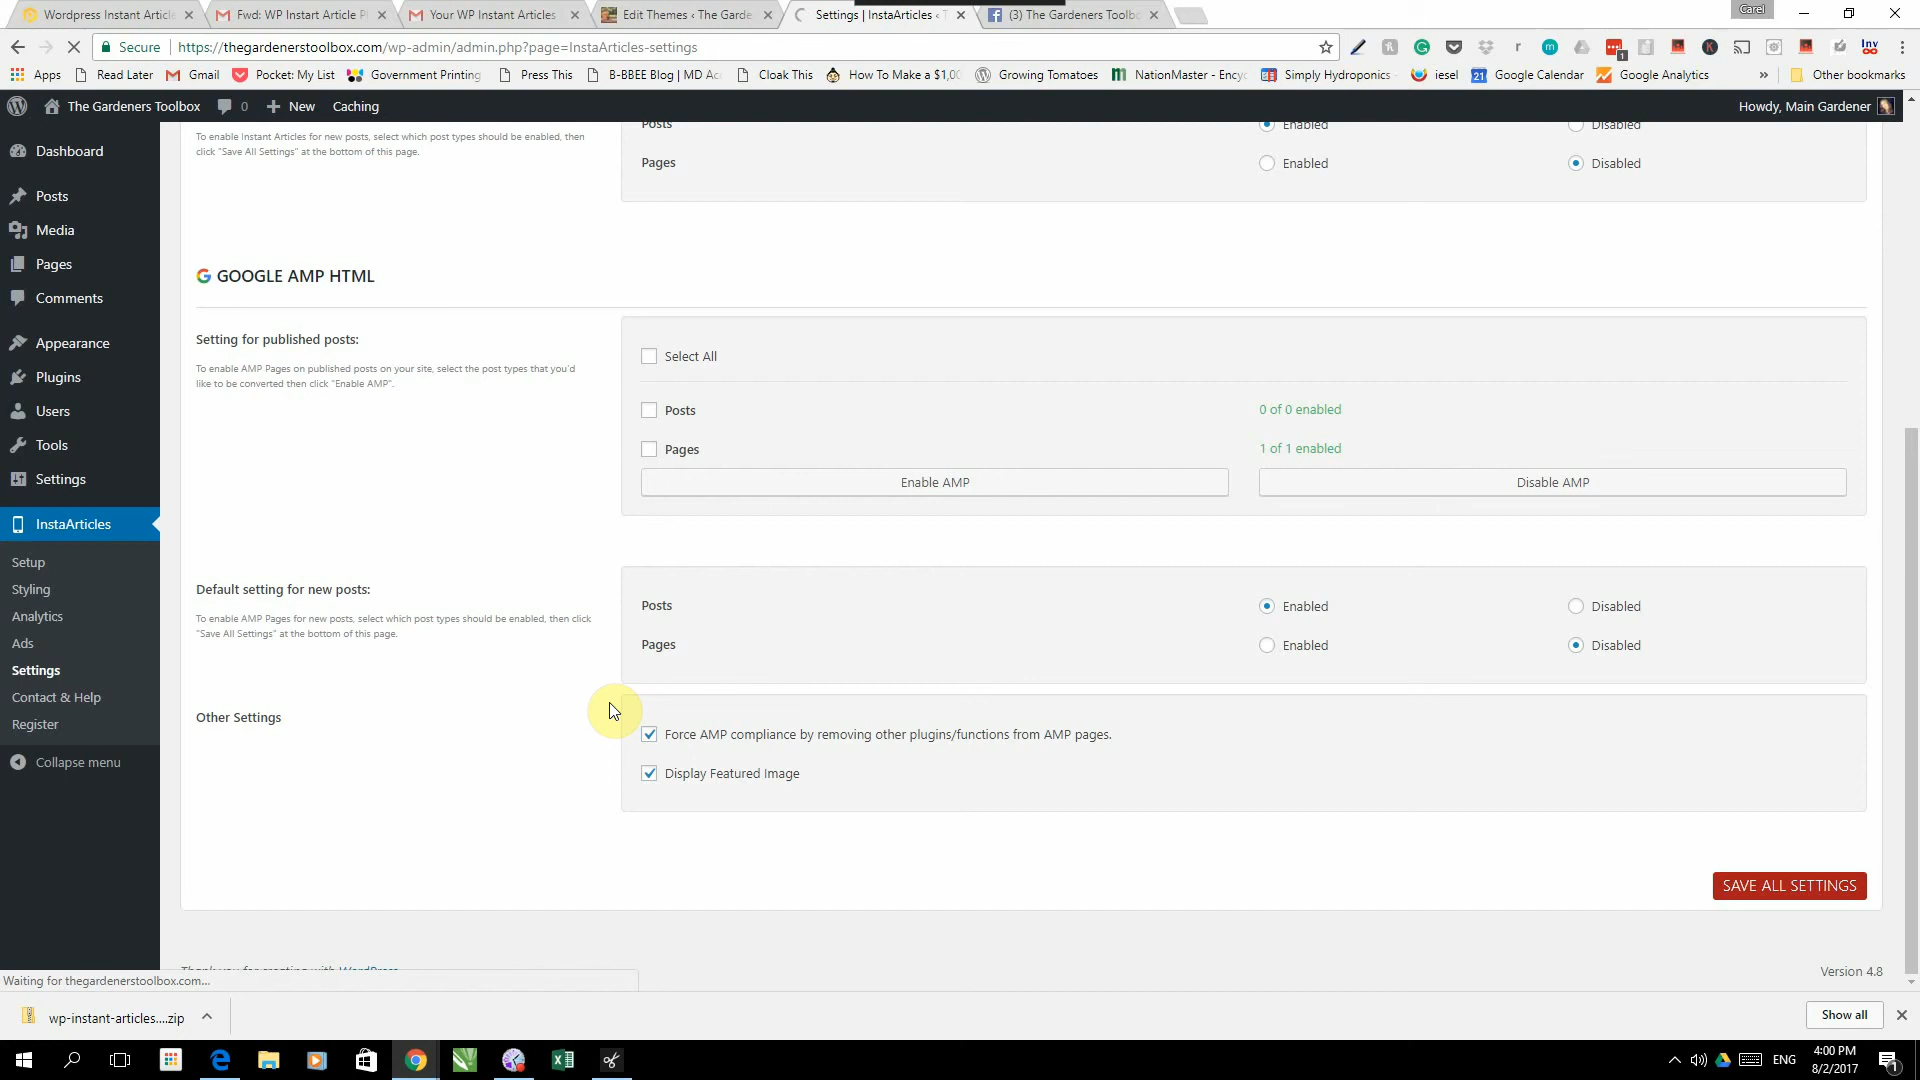 Wordpress Instant Article
Fwd: WP Instart Article P
Your WP Instant Articles
Edit Themes ‹ The Garde
Settings | InstaArticles ‹ T
(3) The Gardeners Toolbo
Carel
Secure
https://thegardenerstoolbox.com/wp-admin/admin.php?page=InstaArticles-settings
Apps
Read Later
Gmail
Pocket: My List
Government Printing
Press This
B-BBEE Blog | MD Ac
Cloak This
How To Make a $1,00
Growing Tomatoes
NationMaster - Ency
Simply Hydroponics
iesel
Google Calendar
Google Analytics
»
Other bookmarks
The Gardeners Toolbox
0
New
Caching
Howdy, Main Gardener
Dashboard
Posts
Media
Pages
Comments
Appearance
Plugins
Users
Tools
Settings
InstaArticles
Setup
Styling
Analytics
Ads
Settings
Contact & Help
Register
Collapse menu
To enable Instant Articles for new posts, select which post types should be enabled, then
click "Save All Settings" at the bottom of this page.
Posts
Enabled
Disabled
Pages
Enabled
Disabled
GOOGLE AMP HTML
Setting for published posts:
To enable AMP Pages on published posts on your site, select the post types that you'd
like to be converted then click "Enable AMP".
Select All
Posts
0 of 0 enabled
Pages
1 of 1 enabled
Enable AMP
Disable AMP
Default setting for new posts:
To enable AMP Pages for new posts, select which post types should be enabled, then click
"Save All Settings" at the bottom of this page.
Posts
Enabled
Disabled
Pages
Enabled
Disabled
Other Settings
Force AMP compliance by removing other plugins/functions from AMP pages.
Display Featured Image
SAVE ALL SETTINGS
Thank you for creating with WordPress
Version 4.8
Waiting for thegardenerstoolbox.com...
wp-instant-articles....zip
Show all
ENG
4:00 PM
8/2/2017
1